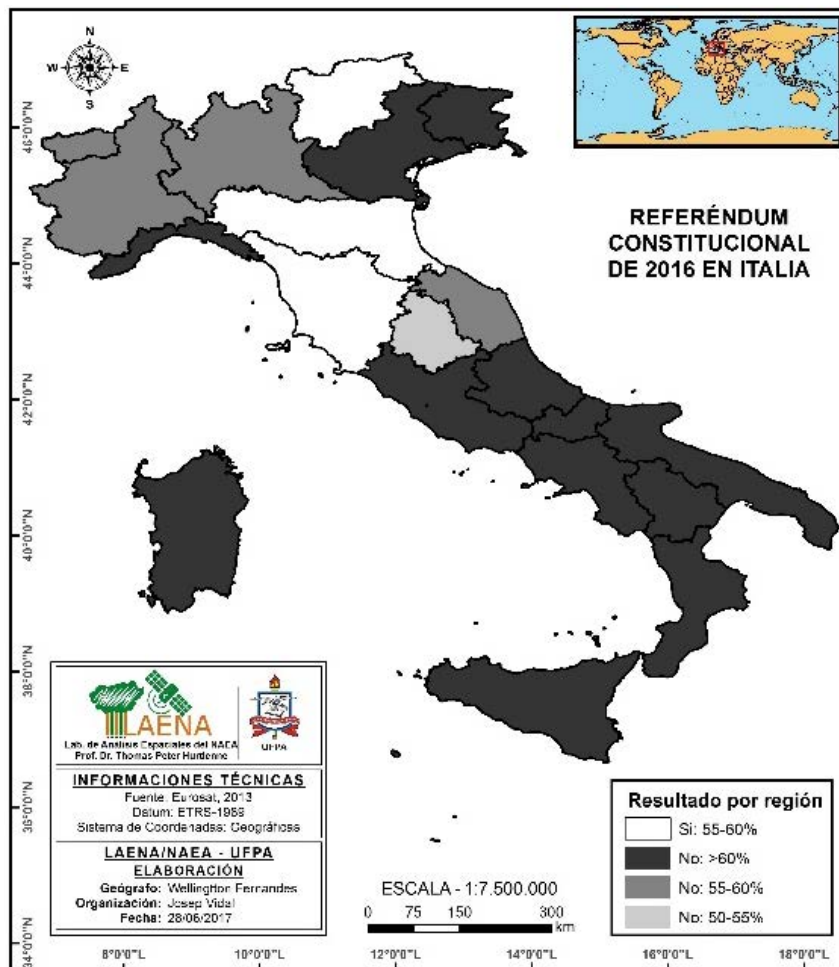 N
W E
S
REFERÉNDUM
CONSTITUCIONAL
DE 2016 EN ITALIA
46°0'0"N
44°0'0"N
42°0'0"N
40°0'0"N
38°0'0"N
36°0'0"N
34°0'0"N
LAENA
Lab. de Análisis Espaciales del NAEA
Prof. Dr. Thomas Peter Hurtienne
UFPA
INFORMACIONES TÉCNICAS
Fuente: Eurosat, 2013
Datum: ETRS-1989
Sistema de Coordenadas: Geográficas
LAENA/NAEA - UFPA
ELABORACIÓN
Geógrafo: Wellingtton Fernandes
Organización: Josep Vidal
Fecha: 28/06/2017
ESCALA - 1:7.500.000
0 75 150 300
km
Resultado por región
Si: 55-60%
No: >60%
No: 55-60%
No: 50-55%
8°0'0"L 10°0'0"L 12°0'0"L 14°0'0"L 16°0'0"L 18°0'0"L